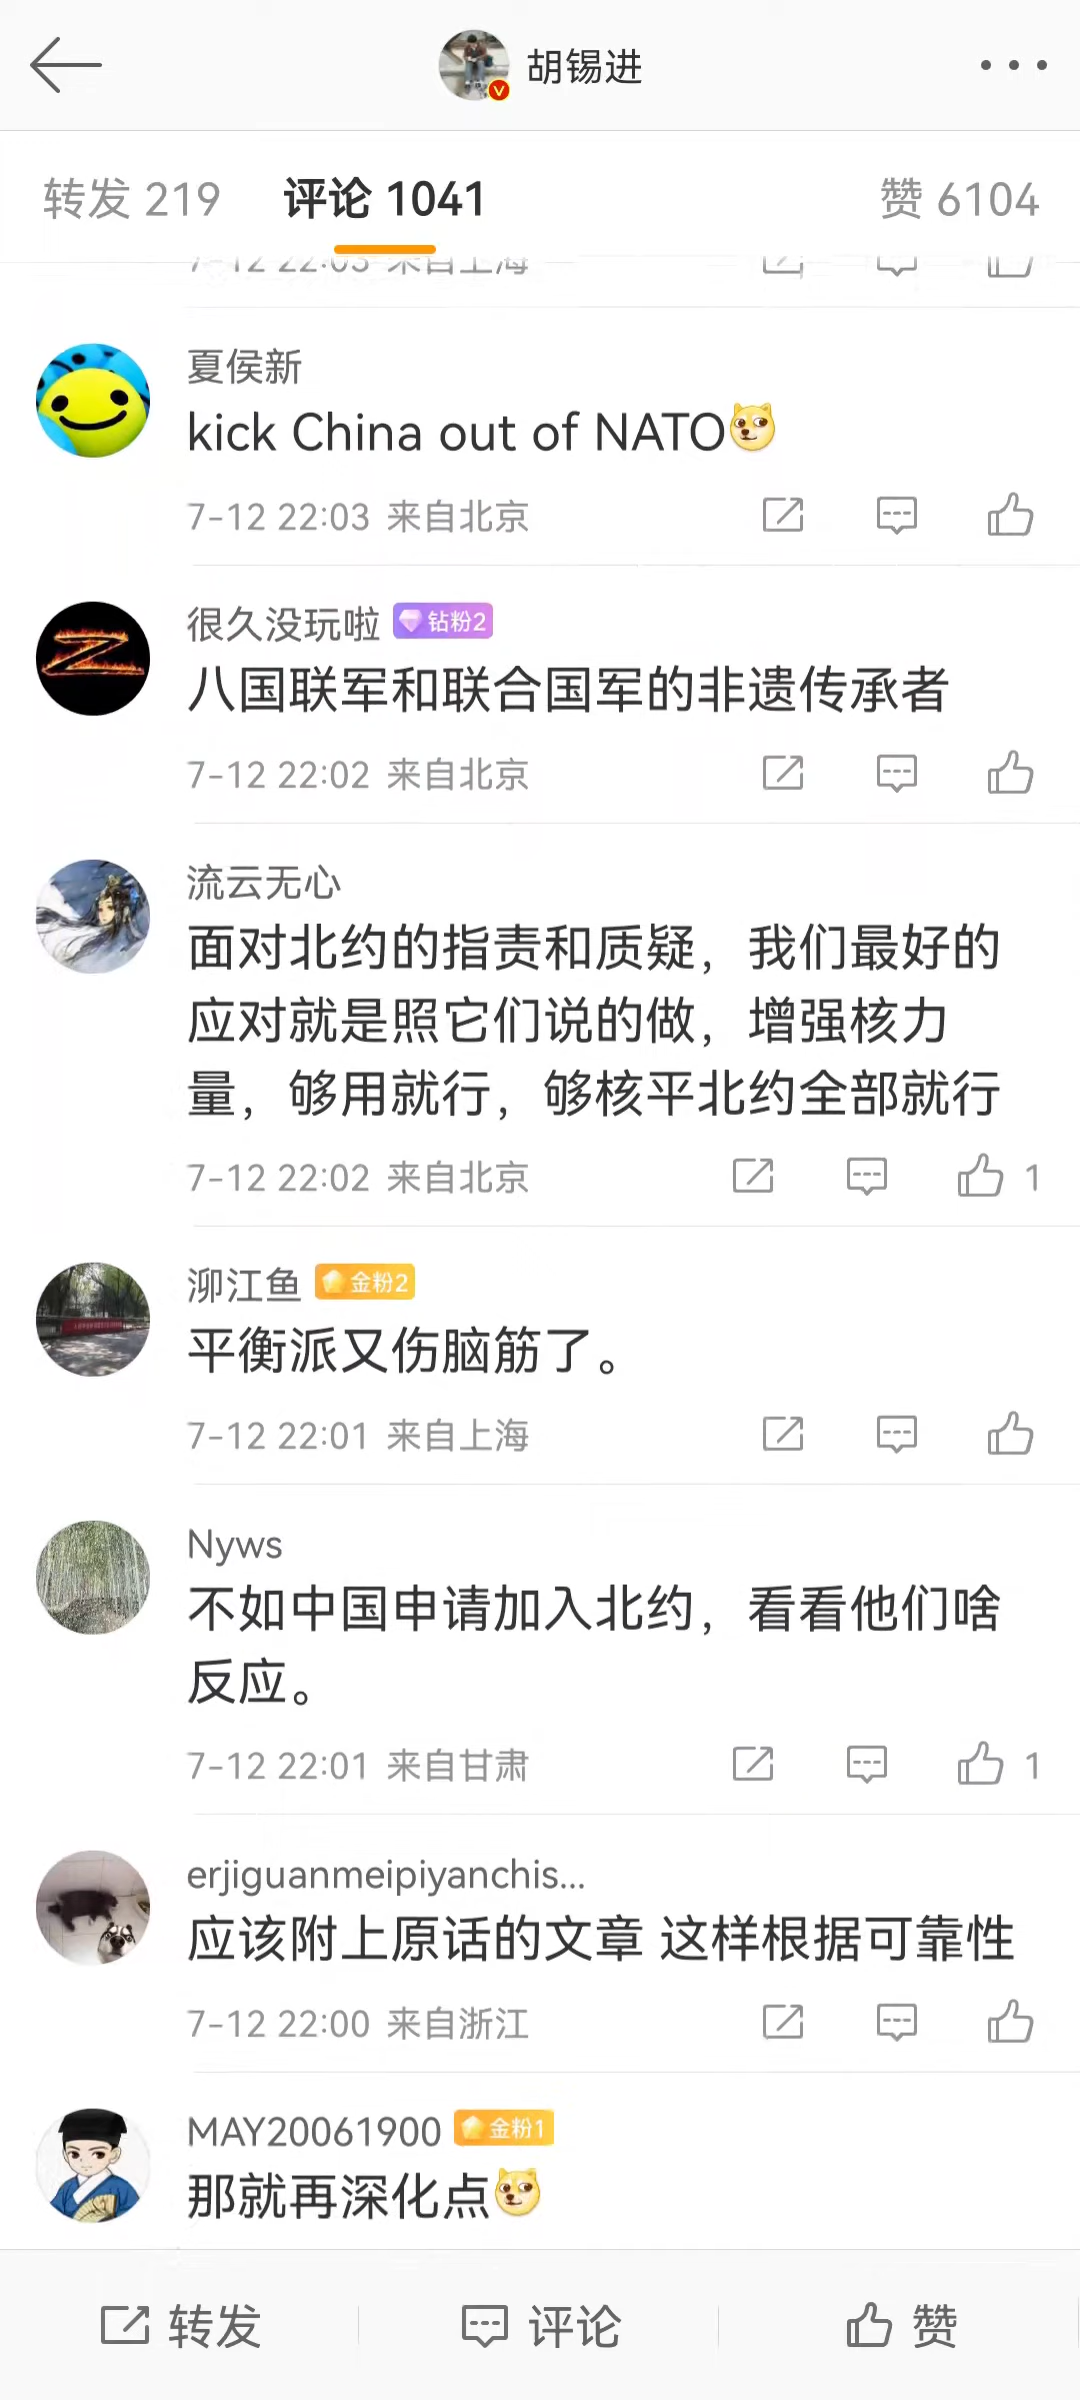 胡锡进
转发 219 评论 1041 赞 6104
7-12 22:03 来自上海
夏侯新
kick China out of NATO
7-12 22:03 来自北京
很久没玩啦 钻粉2
八国联军和联合国军的非遗传承者
7-12 22:02 来自北京
流云无心
面对北约的指责和质疑，我们最好的
应对就是照它们说的做，增强核力
量，够用就行，够核平北约全部就行
7-12 22:02 来自北京
1
泖江鱼 金粉2
平衡派又伤脑筋了。
7-12 22:01 来自上海
Nyws
不如中国申请加入北约，看看他们啥
反应。
7-12 22:01 来自甘肃
1
erjiguanmeipiyanchis...
应该附上原话的文章 这样根据可靠性
7-12 22:00 来自浙江
MAY20061900 金粉1
那就再深化点
转发 评论 赞